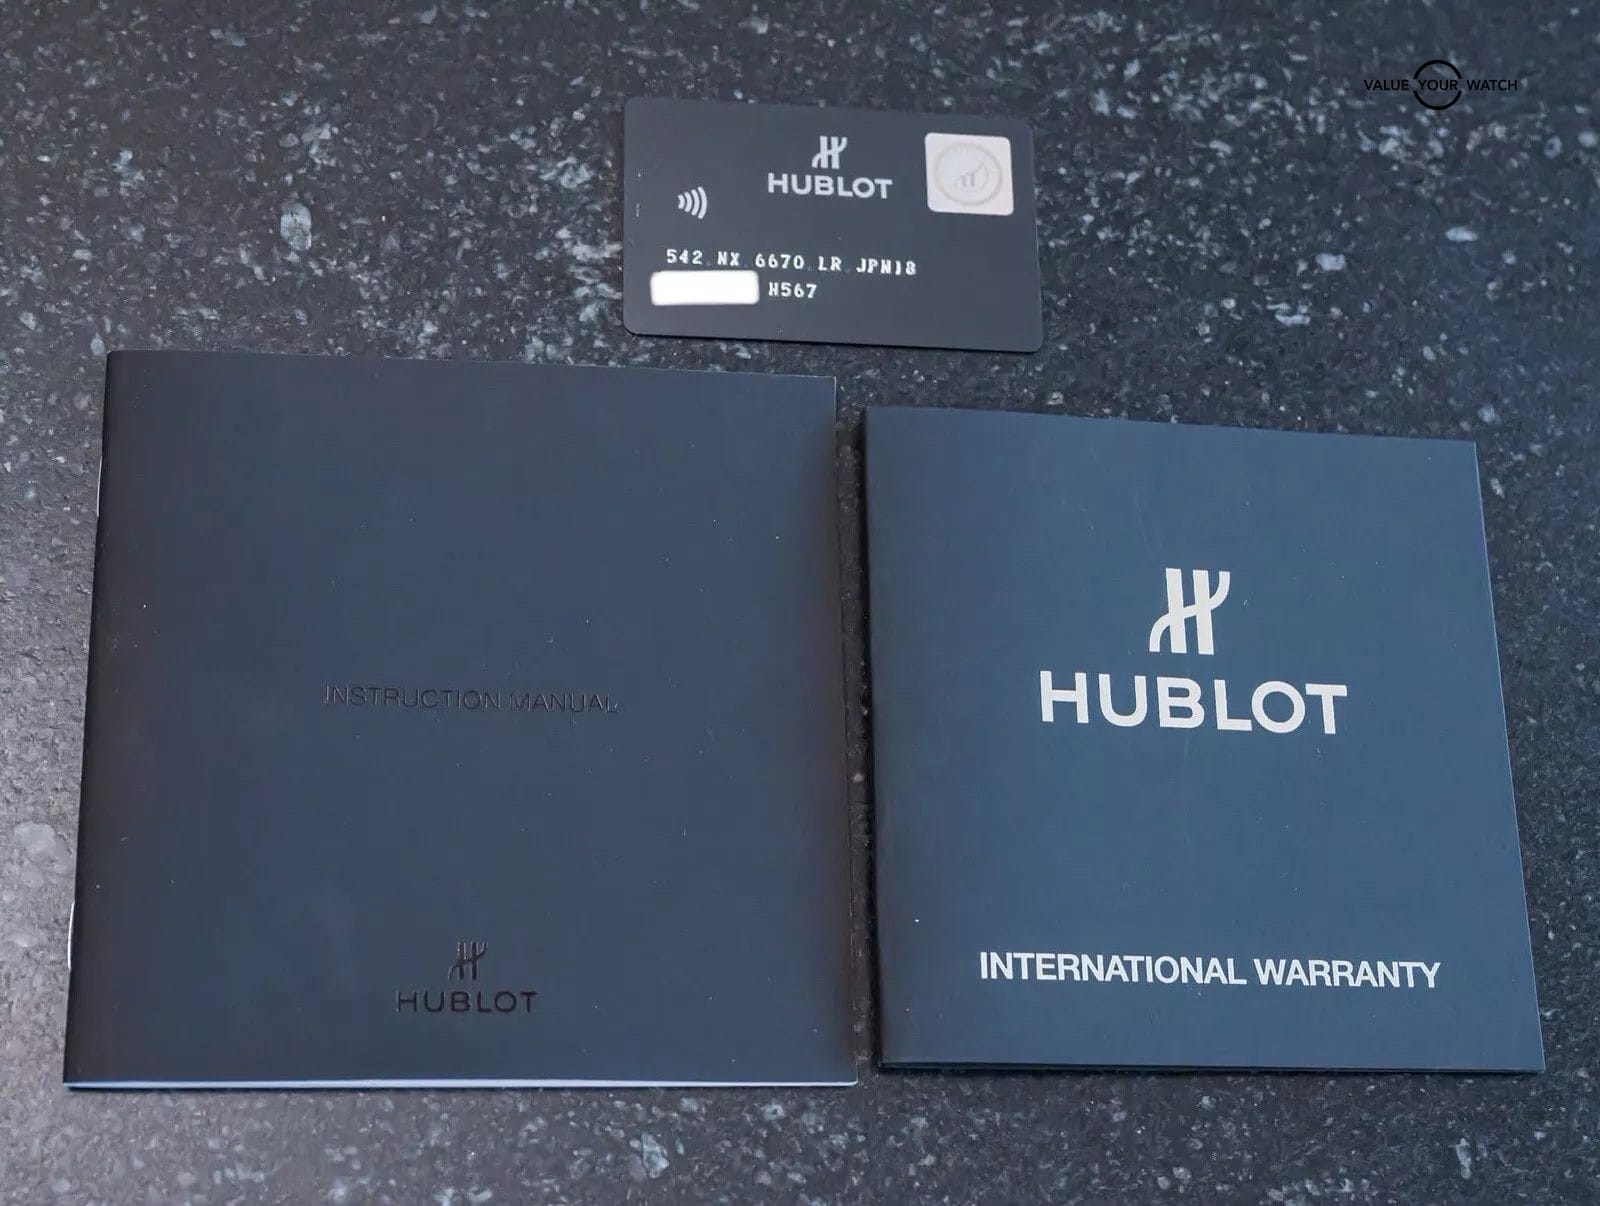 VALUE YOUR WATCH
HUBLOT
542.NX.6670.LR.JPN18
H567
INSTRUCTION MANUAL
HUBLOT
HUBLOT
INTERNATIONAL WARRANTY